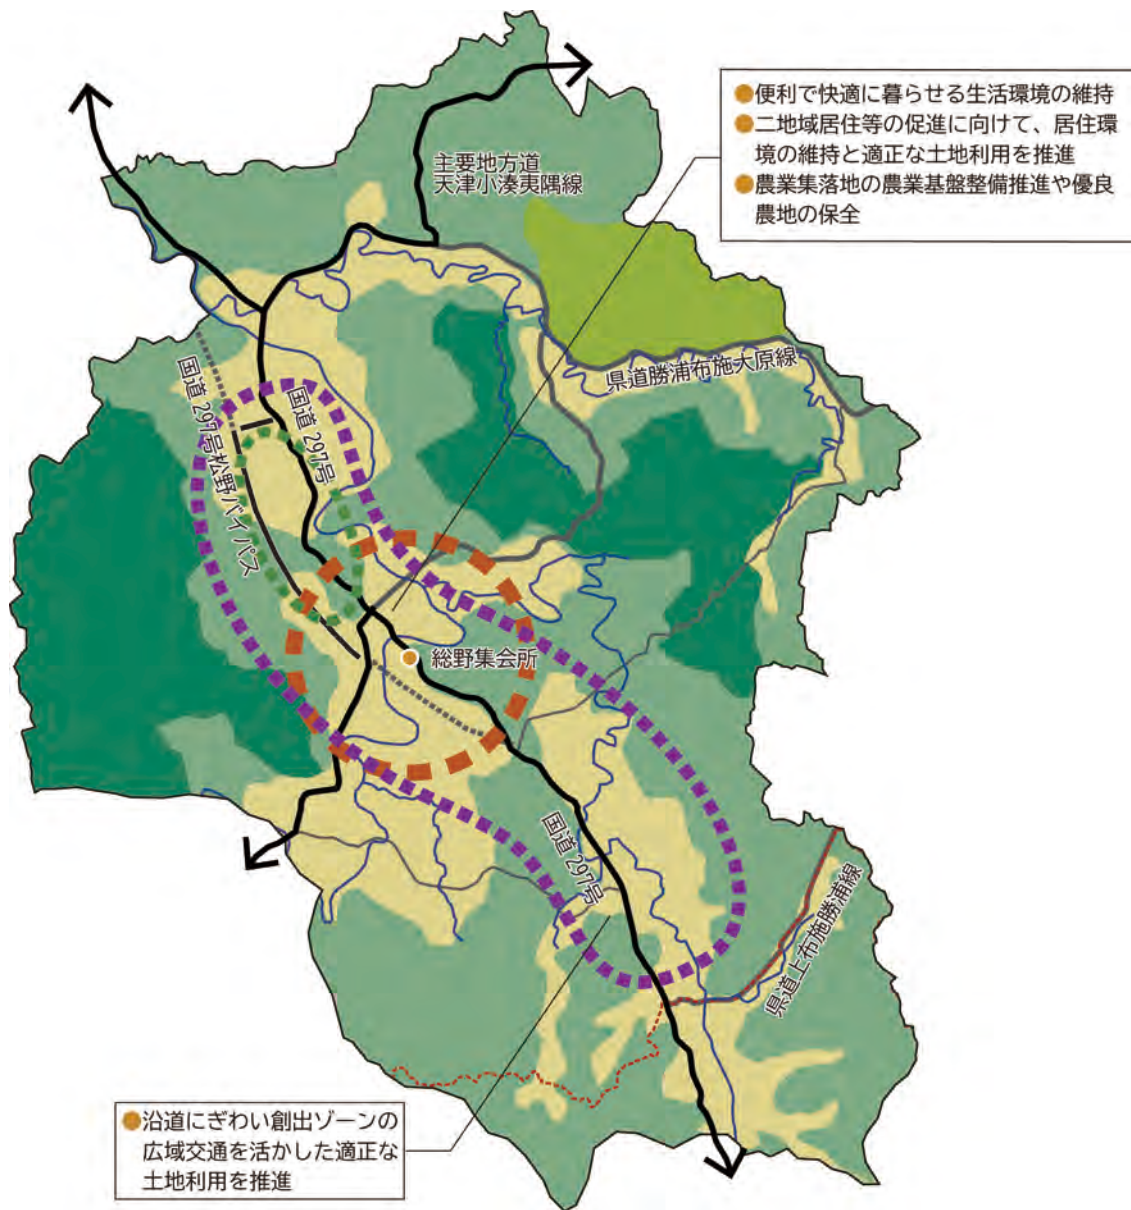 ●便利で快適に暮らせる生活環境の維持
●二地域居住等の促進に向けて、居住環
境の維持と適正な土地利用を推進
●農業集落地の農業基盤整備推進や優良
農地の保全
主要地方道
天津小湊夷隅線
県道勝浦布施大原線
国道 297号松野バイパス
国道 297号
総野集会所
国道 297号
県道上布施勝浦線
●沿道にぎわい創出ゾーンの
広域交通を活かした適正な
土地利用を推進